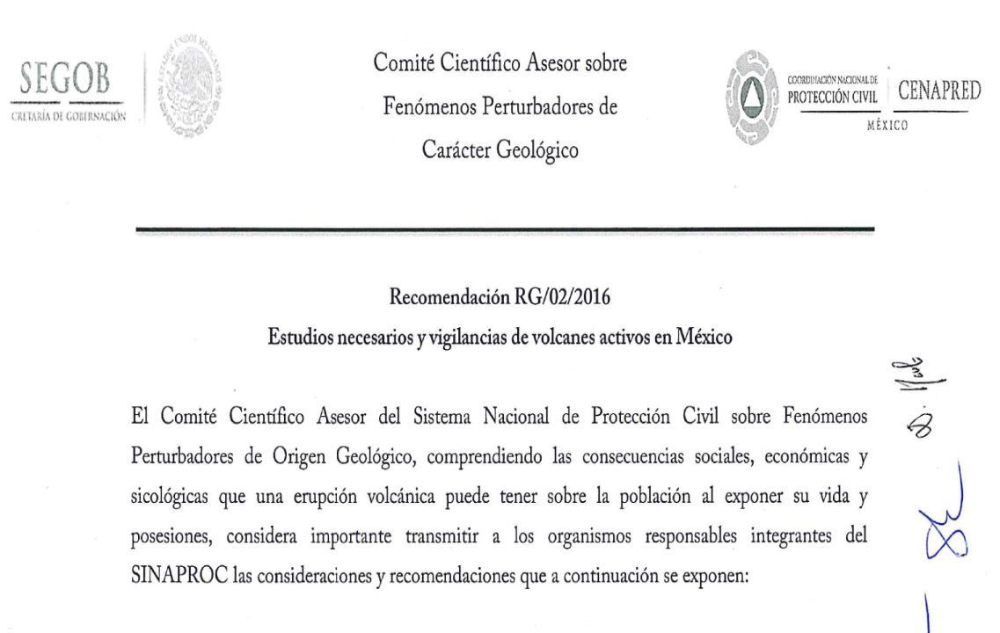 SEGOB
CRETARÍA DE GOBERNACIÓN
ESTADOS UNIDOS MEXICANOS
Comité Científico Asesor sobre
Fenómenos Perturbadores de
Carácter Geológico
COORDINACIÓN NACIONAL DE
PROTECCIÓN CIVIL
MÉXICO
CENAPRED
Recomendación RG/02/2016
Estudios necesarios y vigilancias de volcanes activos en México
El Comité Científico Asesor del Sistema Nacional de Protección Civil sobre Fenómenos
Perturbadores de Origen Geológico, comprendiendo las consecuencias sociales, económicas y
sicológicas que una erupción volcánica puede tener sobre la población al exponer su vida y
posesiones, considera importante transmitir a los organismos responsables integrantes del
SINAPROC las consideraciones y recomendaciones que a continuación se exponen: